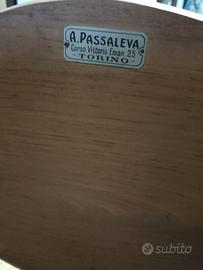 A. PASSALEVA
Corso Vittorio Eman. 25
- TORINO -
subito